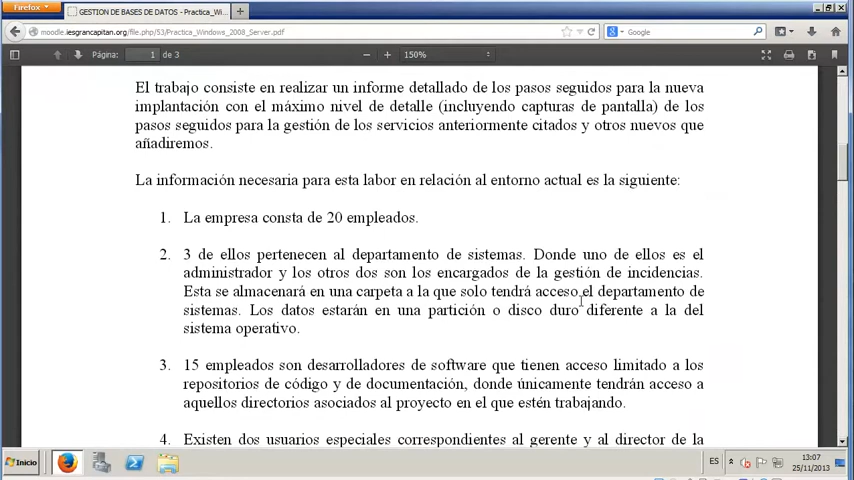 Firefox
GESTION DE BASES DE DATOS - Practica_Wi...
moodle.iesgrancapitan.org/file.php/53/Practica_Windows_2008_Server.pdf
Google
Página: 1 de 3
150%
El trabajo consiste en realizar un informe detallado de los pasos seguidos para la nueva
implantación con el máximo nivel de detalle (incluyendo capturas de pantalla) de los
pasos seguidos para la gestión de los servicios anteriormente citados y otros nuevos que
añadiremos.
La información necesaria para esta labor en relación al entorno actual es la siguiente:
1. La empresa consta de 20 empleados.
2. 3 de ellos pertenecen al departamento de sistemas. Donde uno de ellos es el
administrador y los otros dos son los encargados de la gestión de incidencias.
Esta se almacenará en una carpeta a la que solo tendrá acceso el departamento de
sistemas. Los datos estarán en una partición o disco duro diferente a la del
sistema operativo.
3. 15 empleados son desarrolladores de software que tienen acceso limitado a los
repositorios de código y de documentación, donde únicamente tendrán acceso a
aquellos directorios asociados al proyecto en el que estén trabajando.
4. Existen dos usuarios especiales correspondientes al gerente y al director de la
Inicio
ES
13:07
25/11/2013